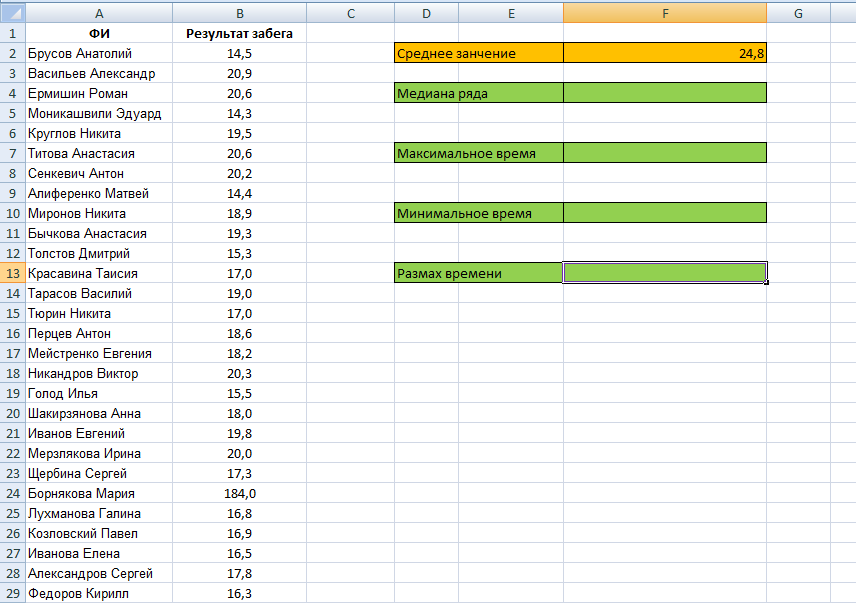 A B C D E F G
1 ФИ Результат забега
2 Брусов Анатолий 14,5 Среднее занчение 24,8
3 Васильев Александр 20,9
4 Ермишин Роман 20,6 Медиана ряда
5 Моникашвили Эдуард 14,3
6 Круглов Никита 19,5
7 Титова Анастасия 20,6 Максимальное время
8 Сенкевич Антон 20,2
9 Алиференко Матвей 14,4
10 Миронов Никита 18,9 Минимальное время
11 Бычкова Анастасия 19,3
12 Толстов Дмитрий 15,3
13 Красавина Таисия 17,0 Размах времени
14 Тарасов Василий 19,0
15 Тюрин Никита 17,0
16 Перцев Антон 18,6
17 Мейстренко Евгения 18,2
18 Никандров Виктор 20,3
19 Голод Илья 15,5
20 Шакирзянова Анна 18,0
21 Иванов Евгений 19,8
22 Мерзлякова Ирина 20,0
23 Щербина Сергей 17,3
24 Борнякова Мария 184,0
25 Лухманова Галина 16,8
26 Козловский Павел 16,9
27 Иванова Елена 16,5
28 Александров Сергей 17,8
29 Федоров Кирилл 16,3